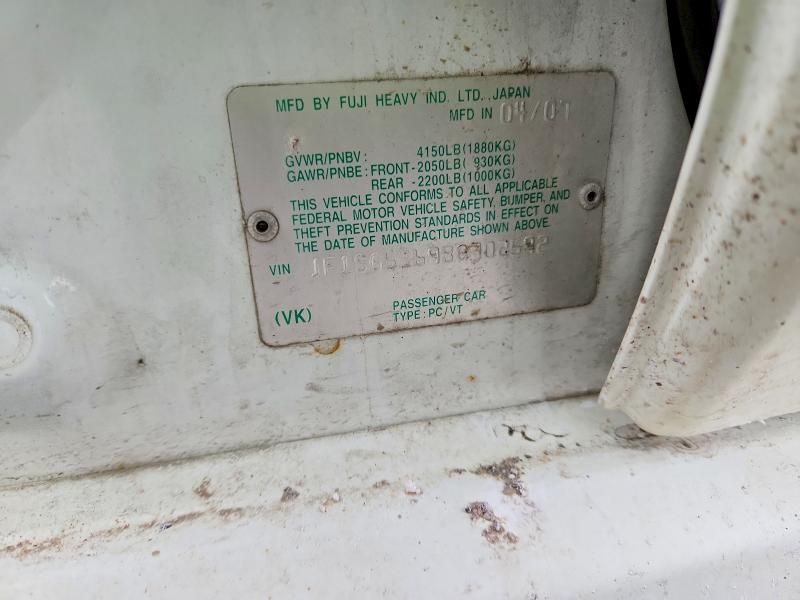 MFD BY FUJI HEAVY IND. LTD., JAPAN
MFD IN 04/07
GVWR/PNBV: 4150LB(1880KG)
GAWR/PNBE: FRONT-2050LB( 930KG)
REAR -2200LB(1000KG)
THIS VEHICLE CONFORMS TO ALL APPLICABLE
FEDERAL MOTOR VEHICLE SAFETY, BUMPER, AND
THEFT PREVENTION STANDARDS IN EFFECT ON
THE DATE OF MANUFACTURE SHOWN ABOVE.
VIN
PASSENGER CAR
(VK) TYPE: PC/VT